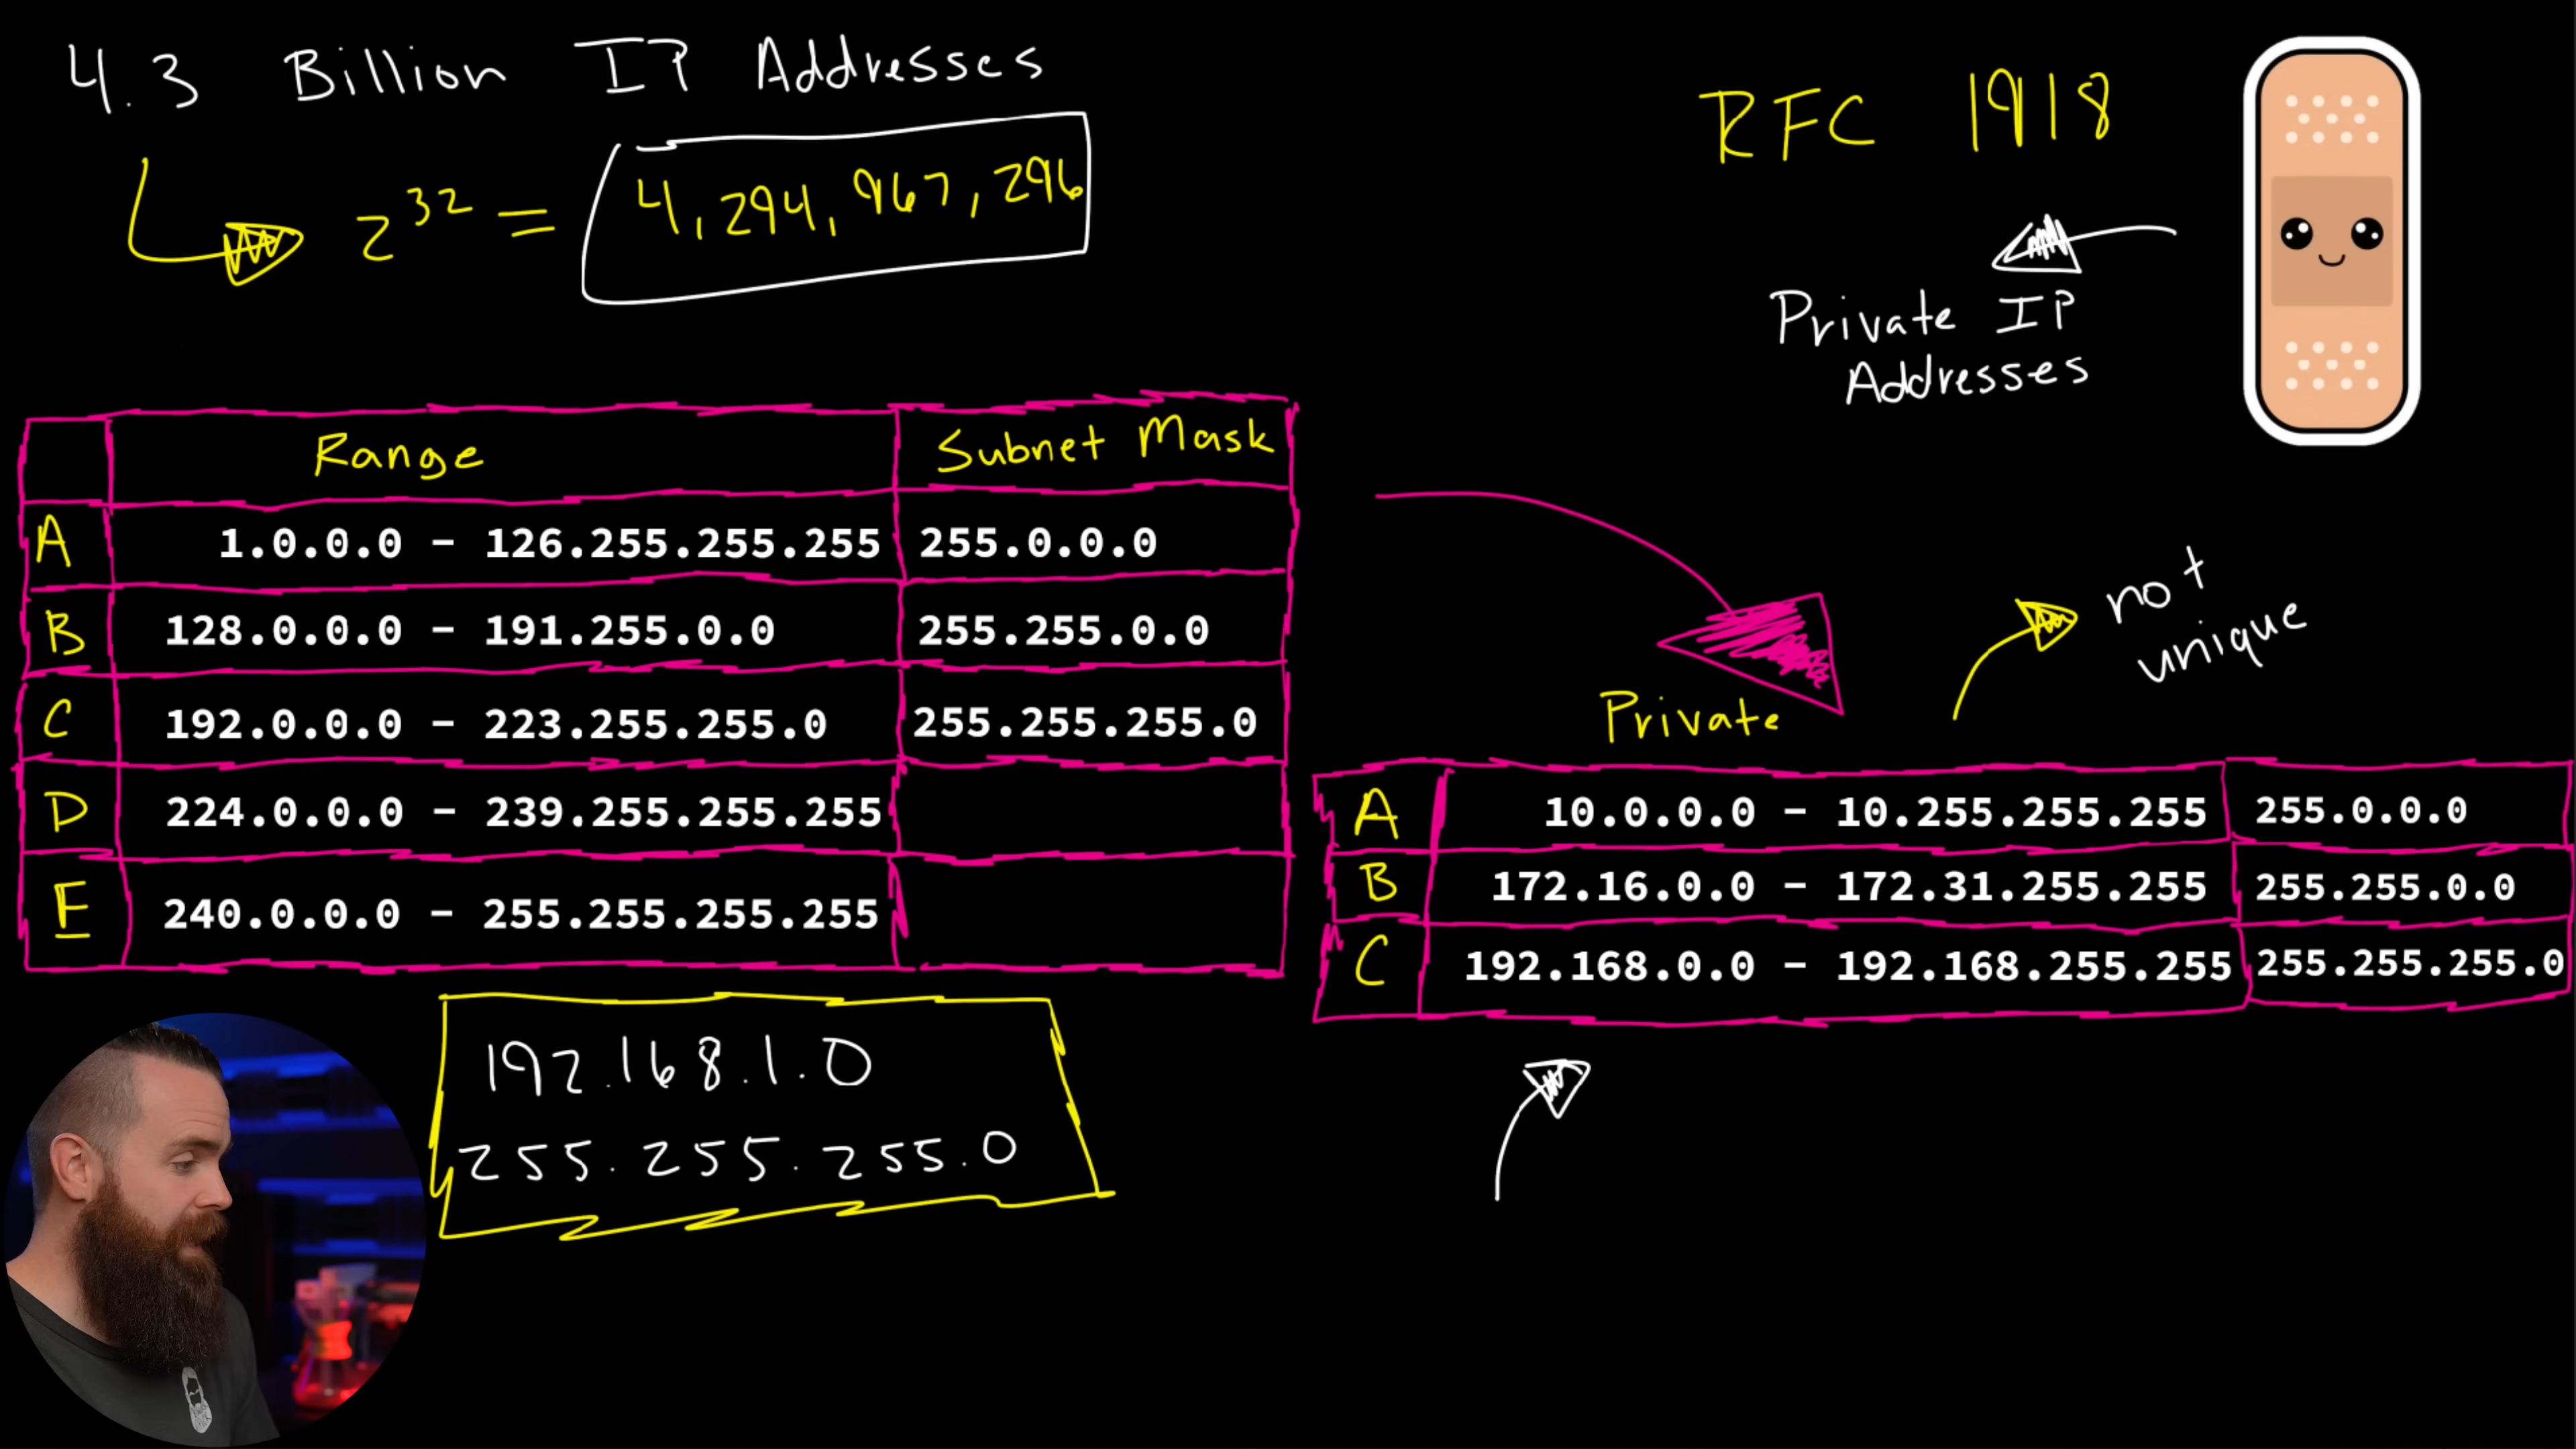 4.3 Billion IP Addresses
2³² = 4,294,967,296
RFC 1918
Private IP
Addresses
Range Subnet Mask
A 1.0.0.0 - 126.255.255.255 255.0.0.0
B 128.0.0.0 - 191.255.0.0 255.255.0.0
C 192.0.0.0 - 223.255.255.0 255.255.255.0
D 224.0.0.0 - 239.255.255.255
E 240.0.0.0 - 255.255.255.255
192.168.1.0
255.255.255.0
not
unique
Private
A 10.0.0.0 - 10.255.255.255 255.0.0.0
B 172.16.0.0 - 172.31.255.255 255.255.0.0
C 192.168.0.0 - 192.168.255.255 255.255.255.0